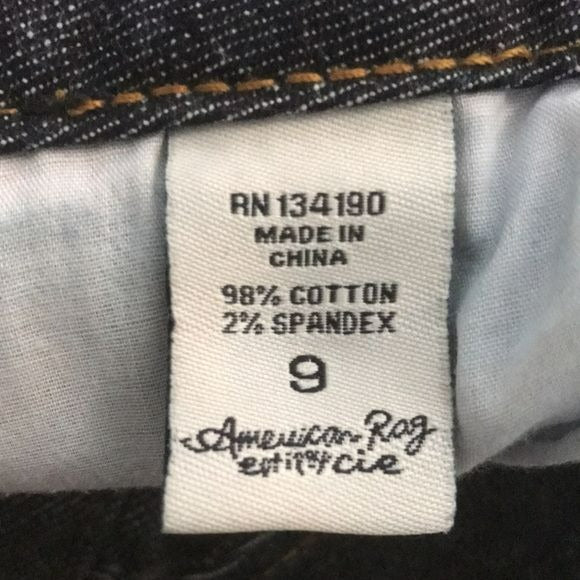 RN 134190
MADE IN
CHINA
98% COTTON
2% SPANDEX
9
American Rag
cie